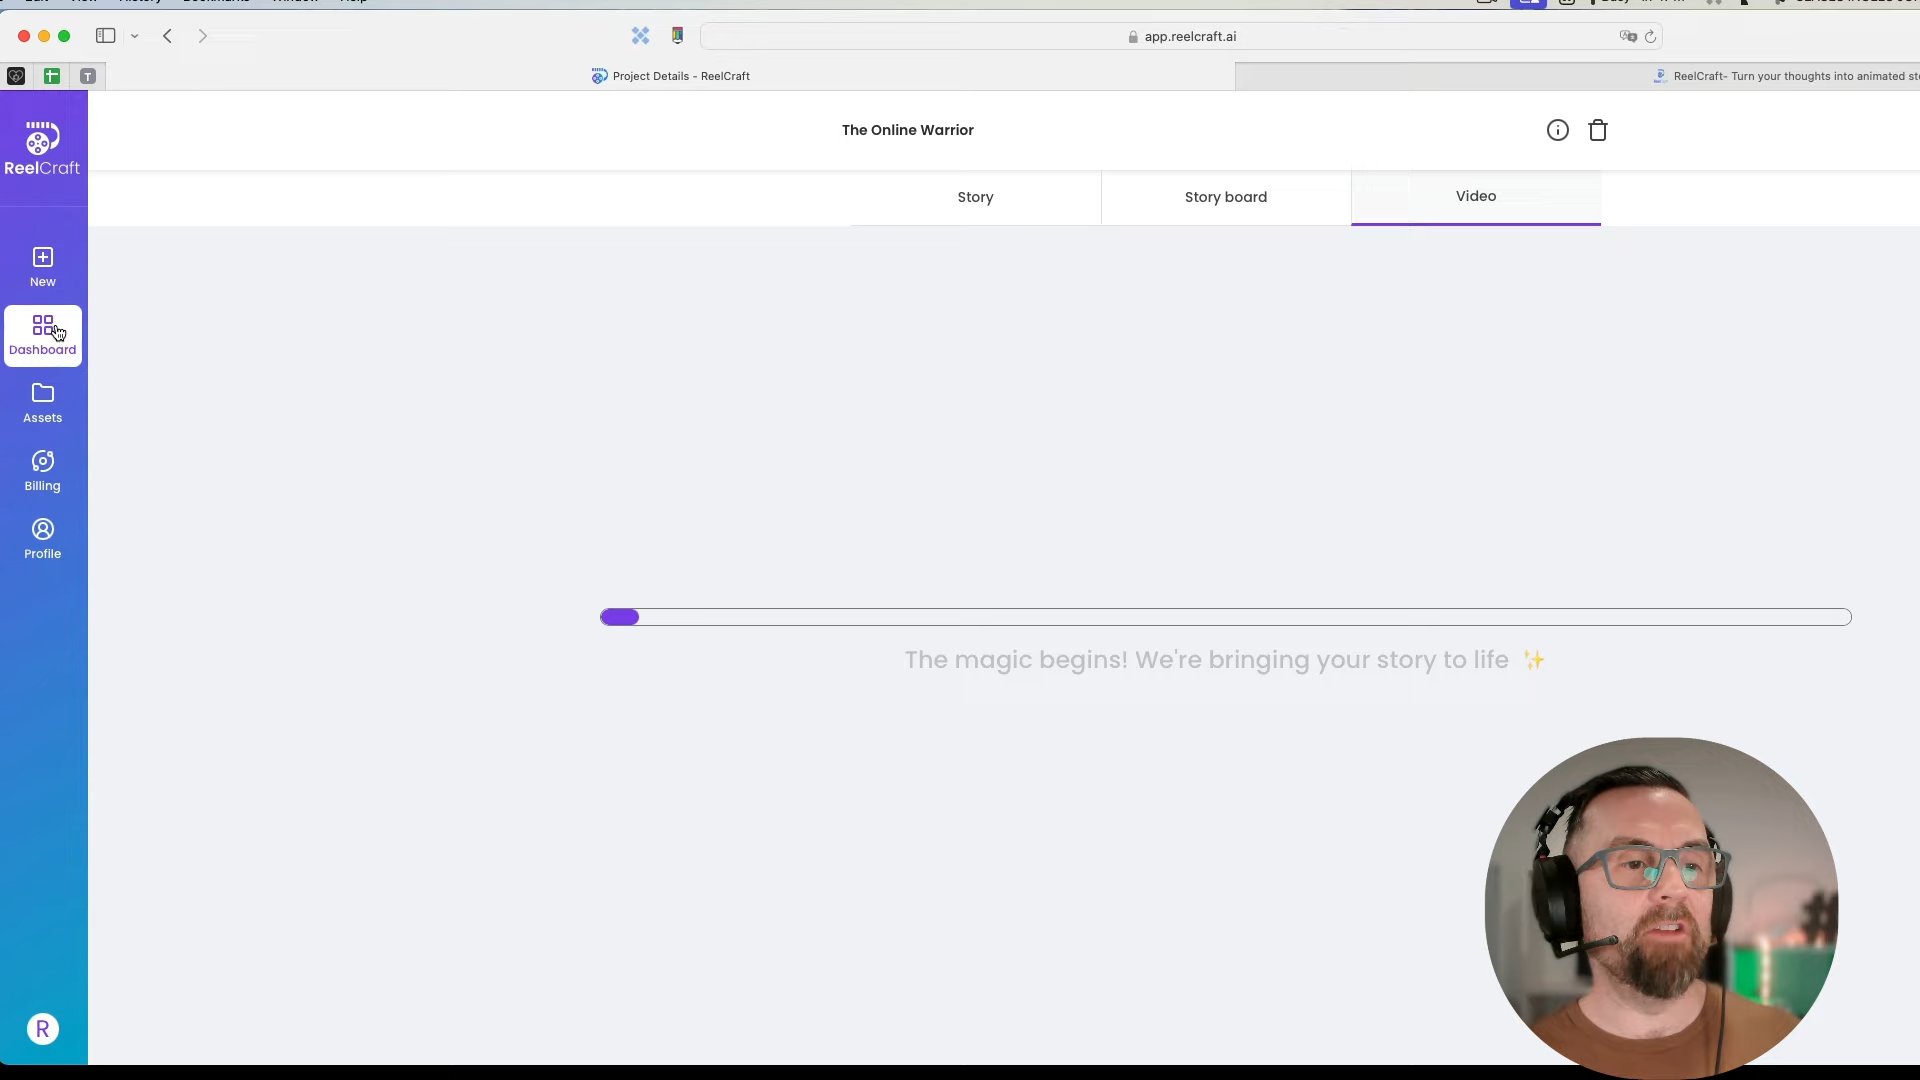 app.reelcraft.ai
T
Project Details - ReelCraft
ReelCraft- Turn your thoughts into animated
ReelCraft
The Online Warrior
Story
Story board
Video
New
Dashboard
Assets
Billing
Profile
The magic begins! We're bringing your story to life ✨
R